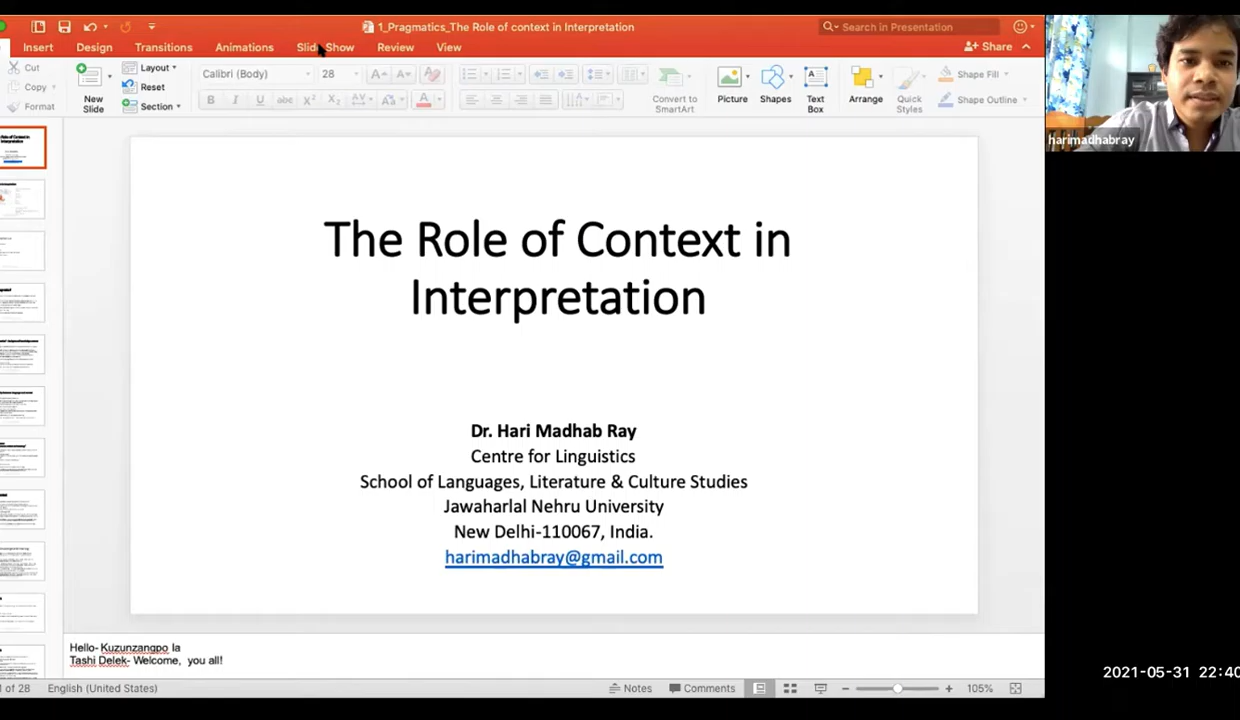 1_Pragmatics_The Role of context in Interpretation
Search in Presentation
Insert Design Transitions Animations Slide Show Review View
Share
Cut
Copy
Format
New Slide
Layout
Reset
Section
Calibri (Body) 28
Convert to SmartArt
Picture
Shapes
Text Box
Arrange
Quick Styles
Shape Fill
Shape Outline
harimadhabray
The Role of Context in
Interpretation
Dr. Hari Madhab Ray
Centre for Linguistics
School of Languages, Literature & Culture Studies
Jawaharlal Nehru University
New Delhi-110067, India.
harimadhabray@gmail.com
Hello- Kuzunzangpo la
Tashi Delek- Welcome, you all!
of 28 English (United States)
Notes Comments 105%
2021-05-31 22:40